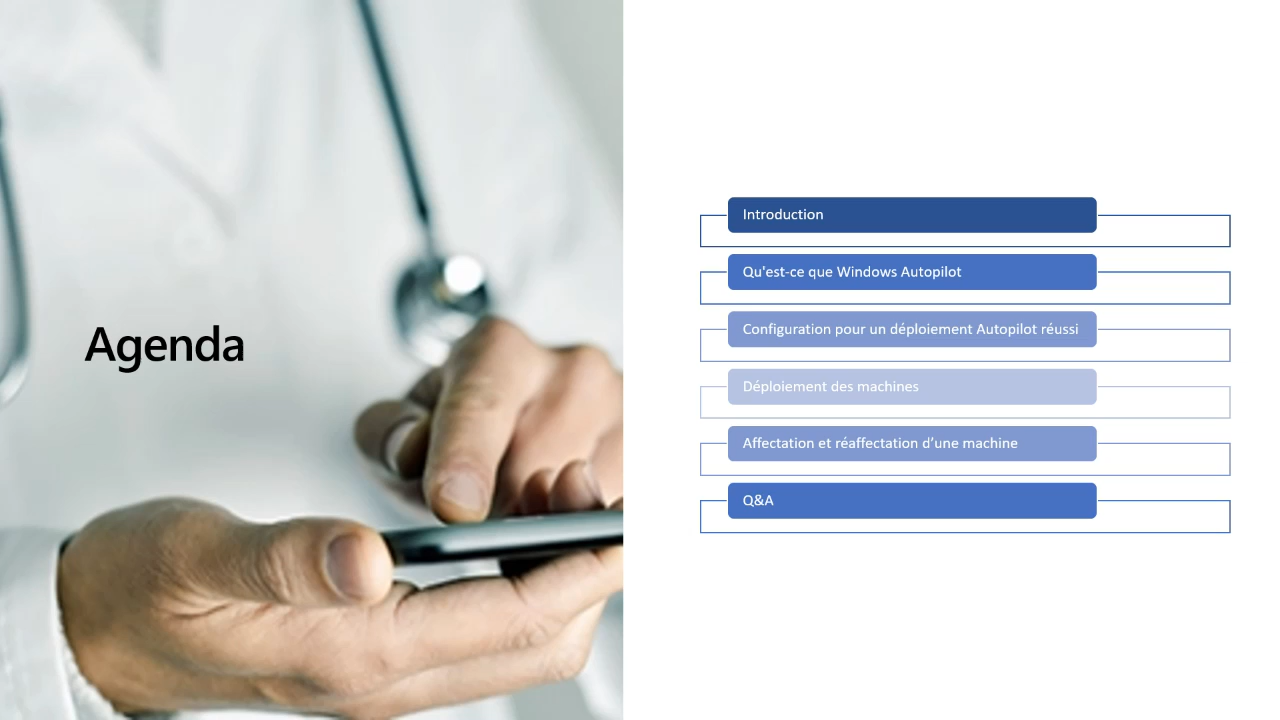 Agenda
Introduction
Qu'est-ce que Windows Autopilot
Configuration pour un déploiement Autopilot réussi
Déploiement des machines
Affectation et réaffectation d’une machine
Q&A